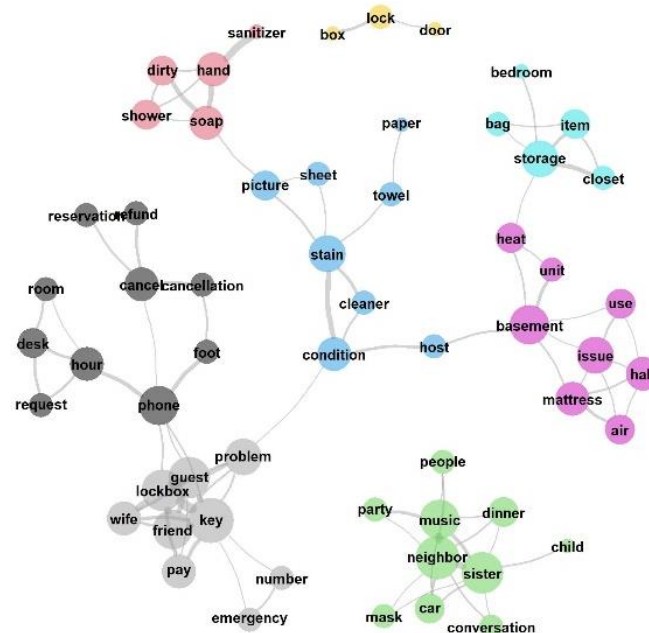 sanitizer
lock
box
door
dirty
hand
bedroom
shower
soap
bag
item
paper
storage
picture
sheet
towel
closet
reservation
refund
heat
stain
unit
room
cancel
cancellation
cleaner
use
basement
desk
hour
foot
condition
host
issue
hall
request
phone
mattress
air
problem
people
guest
lockbox
party
music
dinner
wife
friend
key
neighbor
child
sister
pay
number
mask
car
emergency
conversation